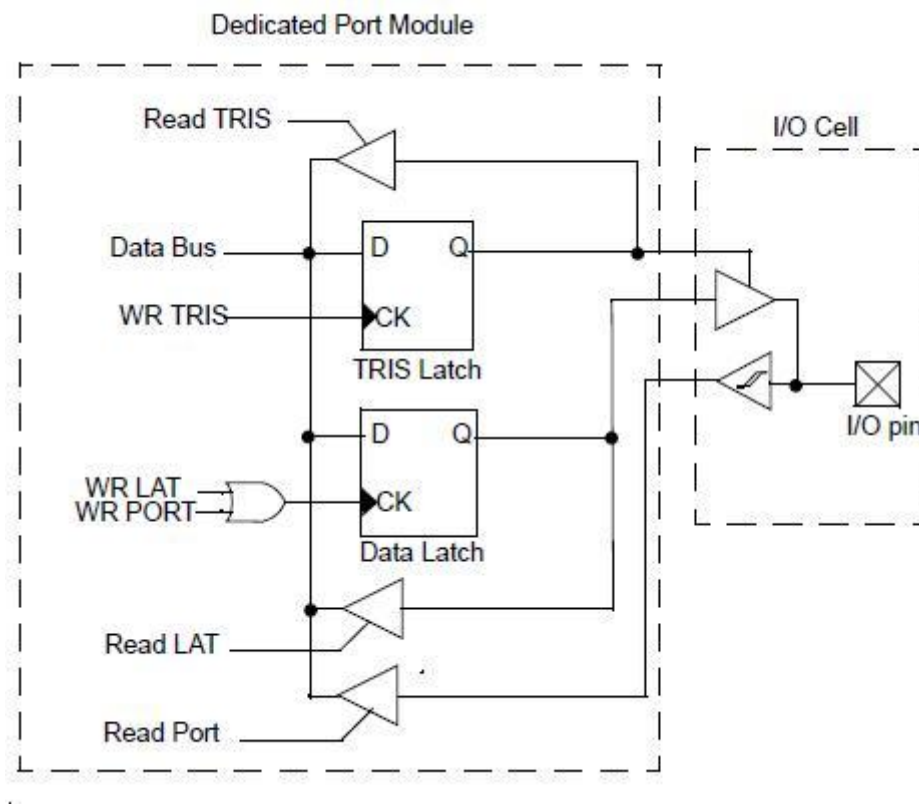 Dedicated Port Module
Read TRIS
I/O Cell
Data Bus
D
Q
WR TRIS
CK
TRIS Latch
D
Q
I/O pin
WR LAT
WR PORT
CK
Data Latch
Read LAT
Read Port